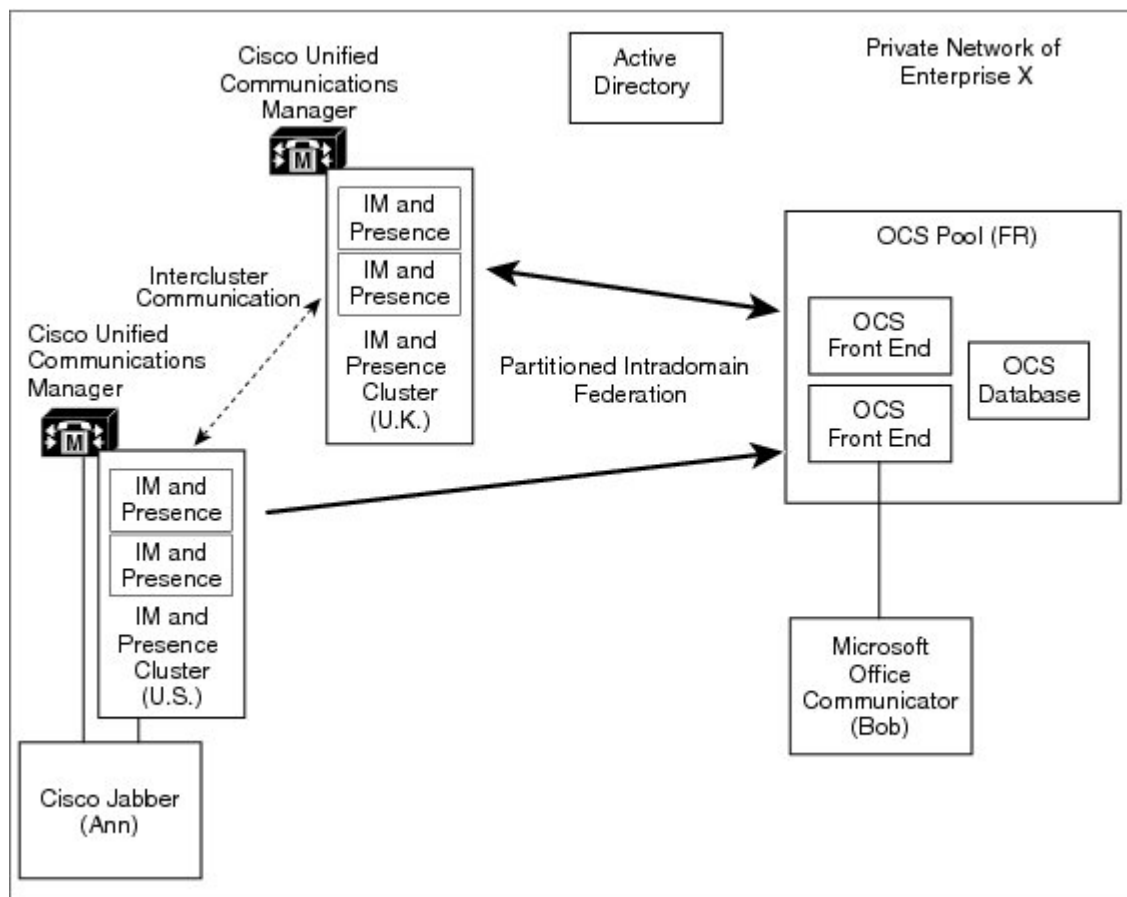 Cisco Unified
Communications
Manager
Active
Directory
Private Network of
Enterprise X
M
IM and
Presence
IM and
Presence
IM and
Presence
Cluster
(U.K.)
Intercluster
Communication
Cisco Unified
Communications
Manager
M
IM and
Presence
IM and
Presence
IM and
Presence
Cluster
(U.S.)
Cisco Jabber
(Ann)
Partitioned Intradomain
Federation
OCS Pool (FR)
OCS
Front End
OCS
Front End
OCS
Database
Microsoft
Office
Communicator
(Bob)